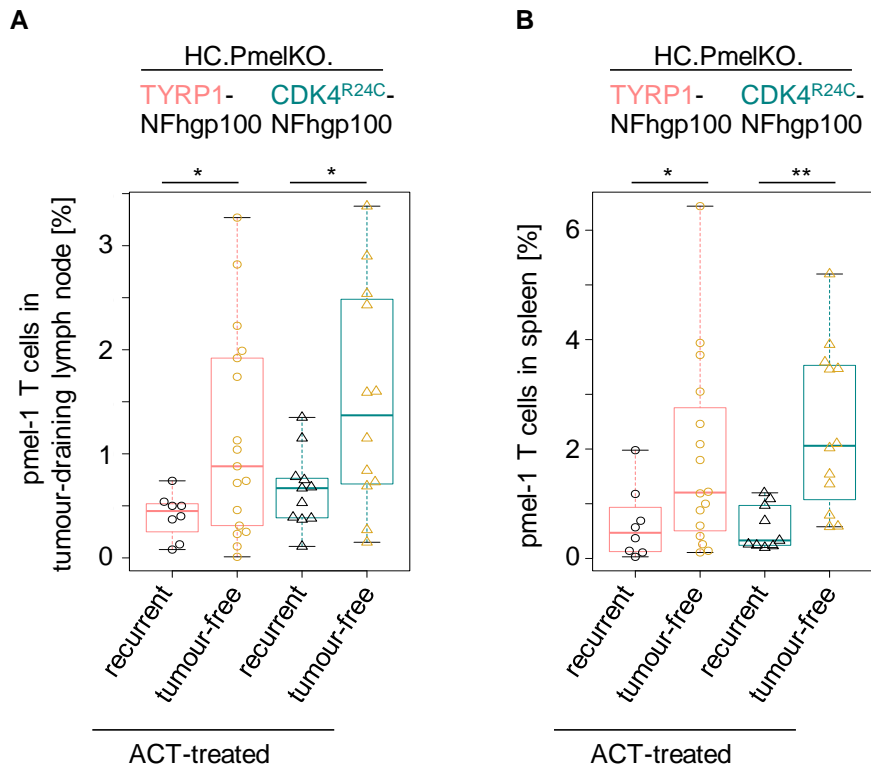 A
HC.PmelKO.
TYRP1- CDK4R24C-
NFhgp100 NFhgp100
* *
pmel-1 T cells in
tumour-draining lymph node [%]
3
2
1
0
recurrent
tumour-free
recurrent
tumour-free
ACT-treated
B
HC.PmelKO.
TYRP1- CDK4R24C-
NFhgp100 NFhgp100
* **
pmel-1 T cells in spleen [%]
6
4
2
0
recurrent
tumour-free
recurrent
tumour-free
ACT-treated